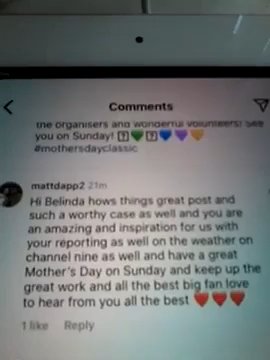 Comments
the organisers and wonderful volunteers! See
you on Sunday! 💚 💙 💜 💛
#mothersdayclassic
mattdapp2 21m
Hi Belinda hows things great post and
such a worthy case as well and you are
an amazing and inspiration for us with
your reporting as well on the weather on
channel nine as well and have a great
Mother's Day on Sunday and keep up the
great work and all the best big fan love
to hear from you all the best ❤️❤️❤️
1 like Reply